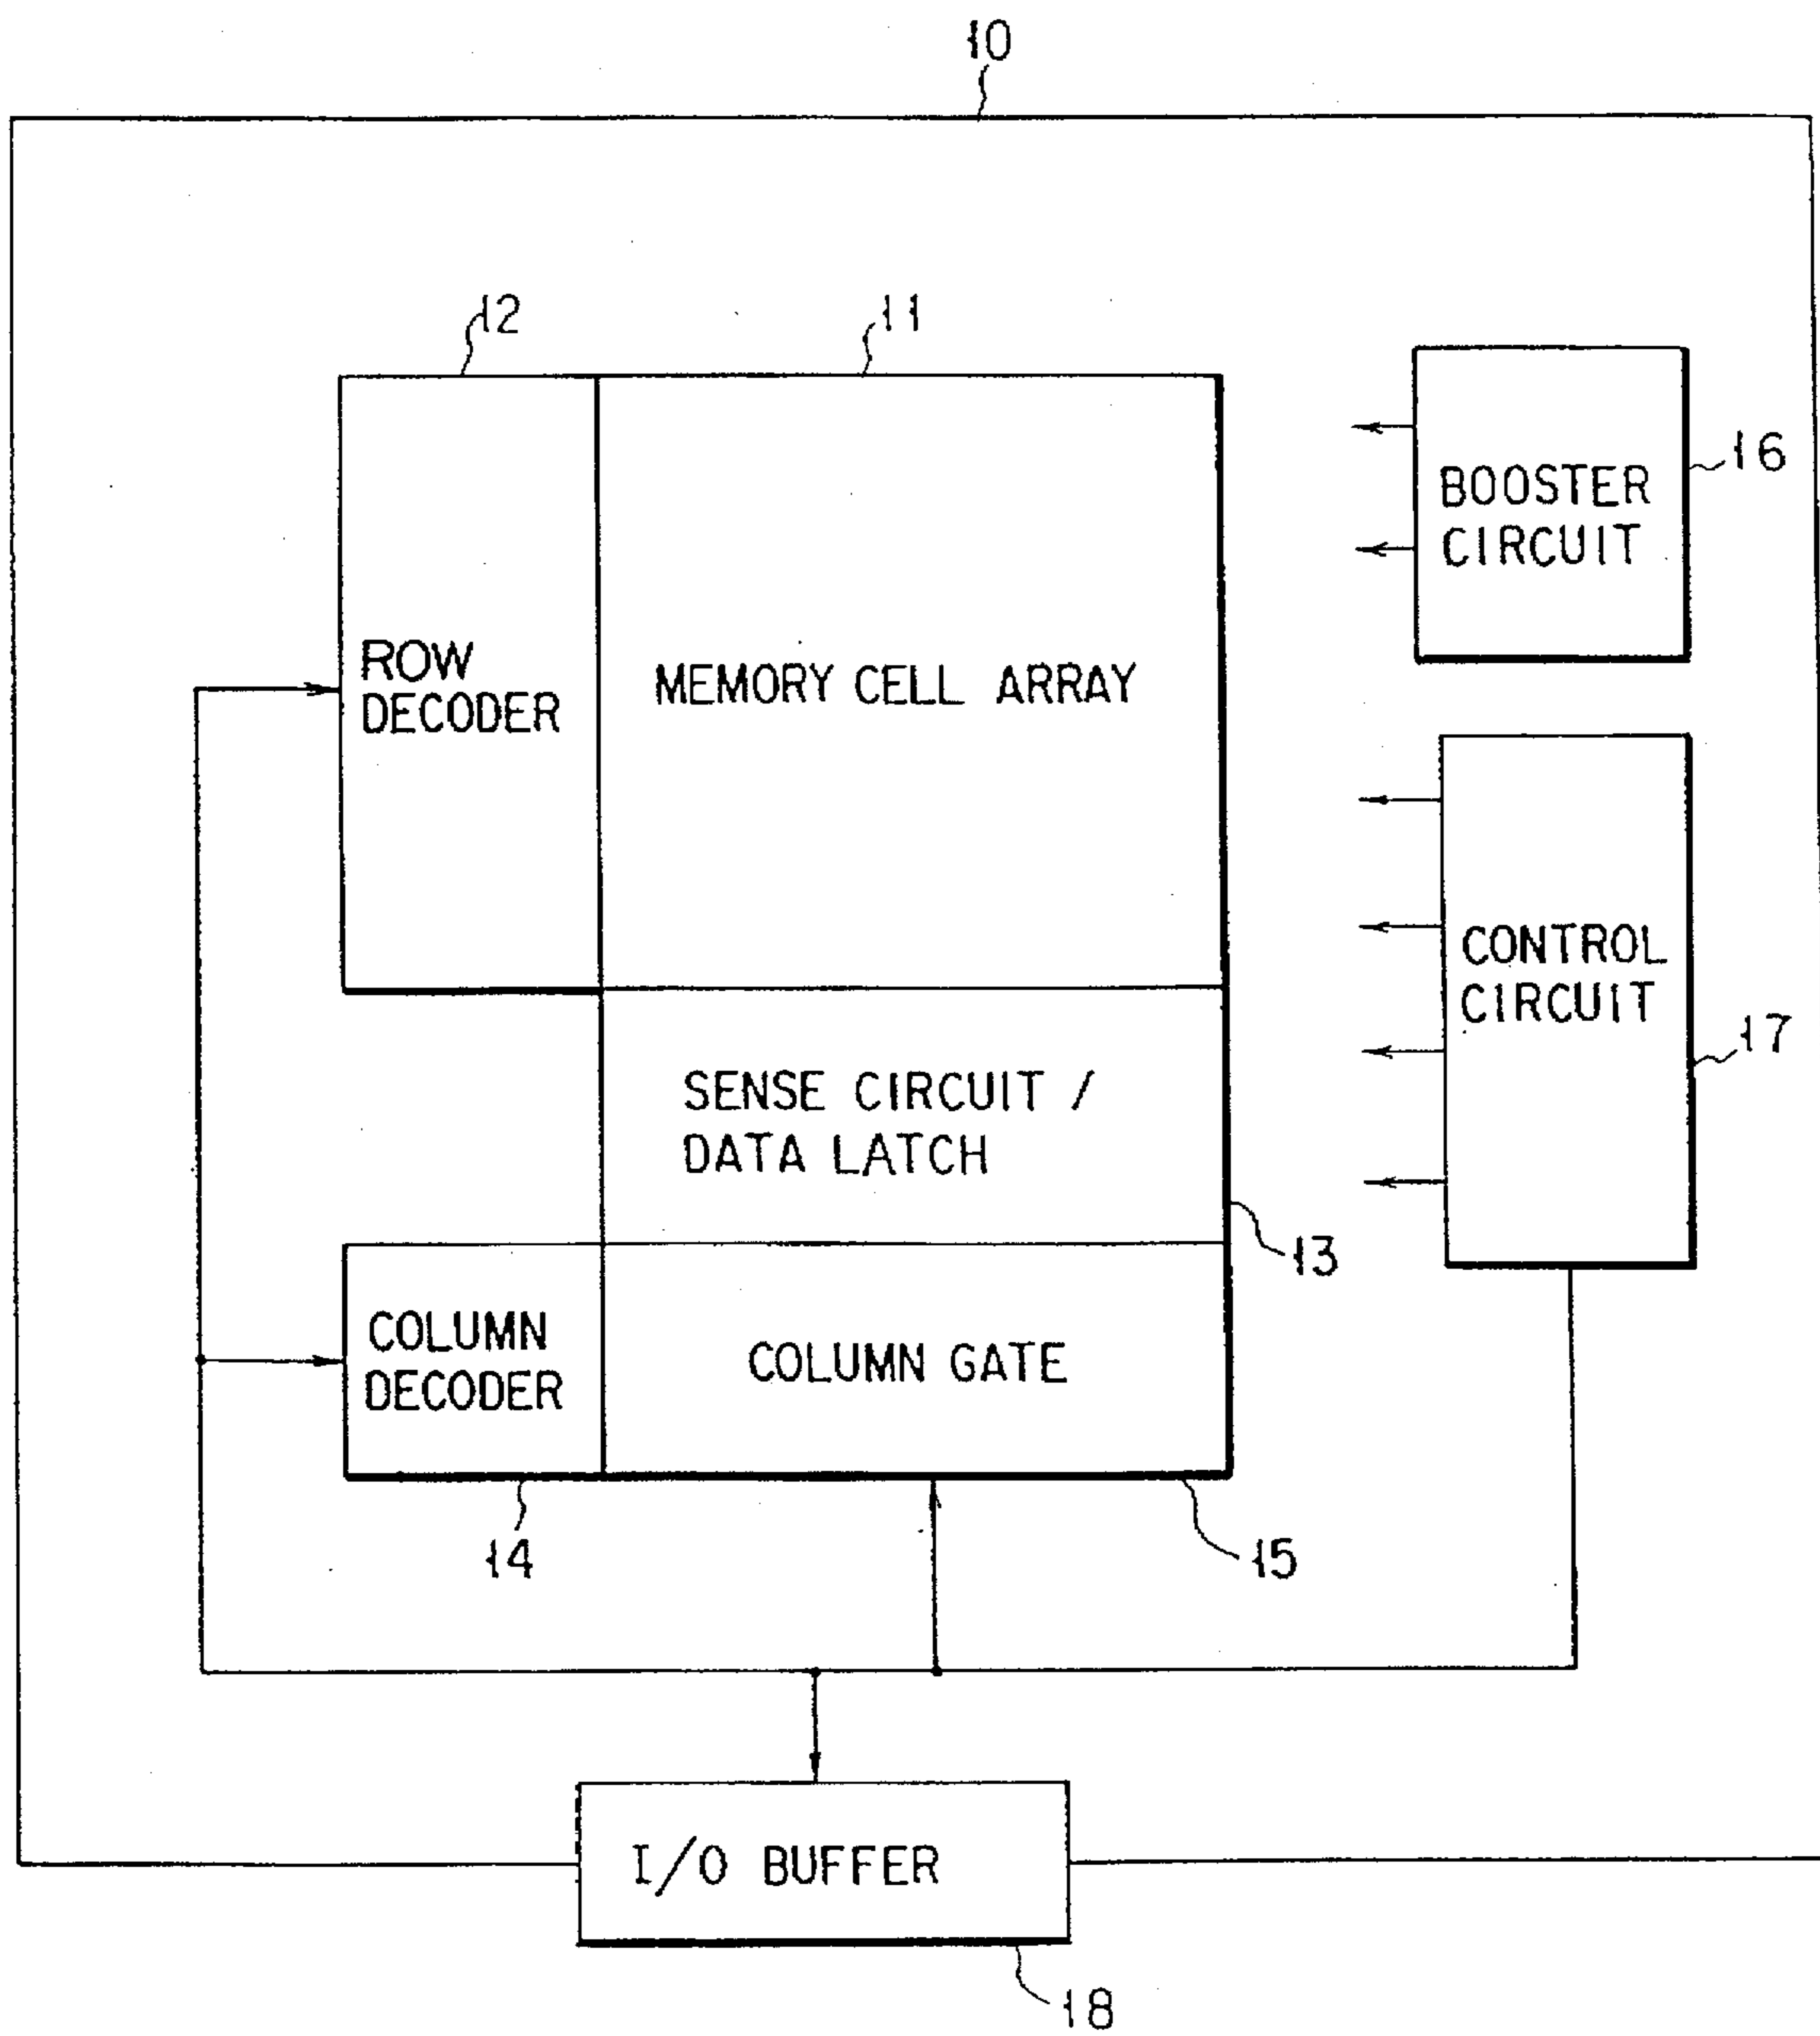 10
12
11
16
BOOSTER
CIRCUIT
ROW
DECODER
MEMORY CELL ARRAY
CONTROL
CIRCUIT
17
SENSE CIRCUIT /
DATA LATCH
13
COLUMN
DECODER
COLUMN GATE
14
15
I/O BUFFER
18